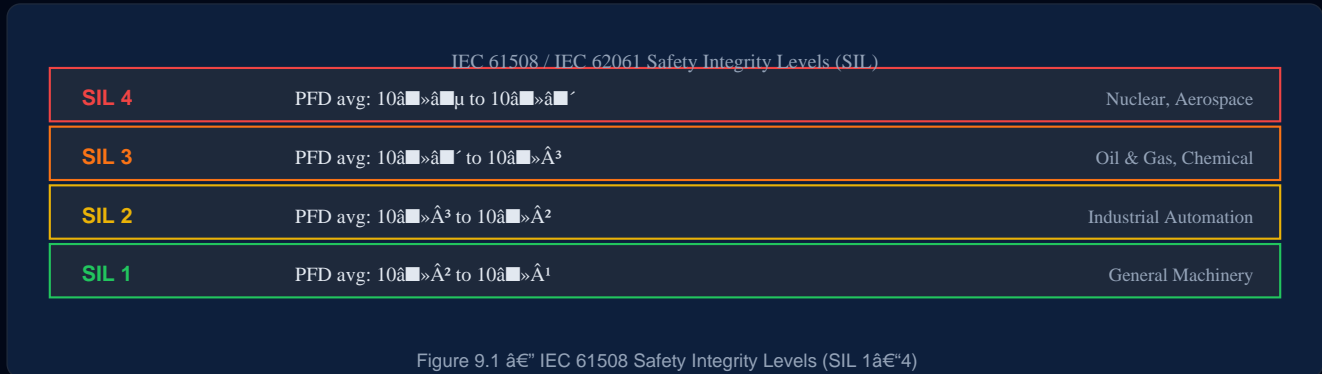 IEC 61508 / IEC 62061 Safety Integrity Levels (SIL)
SIL 4 PFD avg: 10â■»â■µ to 10â■»â■´ Nuclear, Aerospace
SIL 3 PFD avg: 10â■»â■´ to 10â■»Â³ Oil & Gas, Chemical
SIL 2 PFD avg: 10â■»Â³ to 10â■»Â² Industrial Automation
SIL 1 PFD avg: 10â■»Â² to 10â■»Â¹ General Machinery
Figure 9.1 â€” IEC 61508 Safety Integrity Levels (SIL 1â€“4)